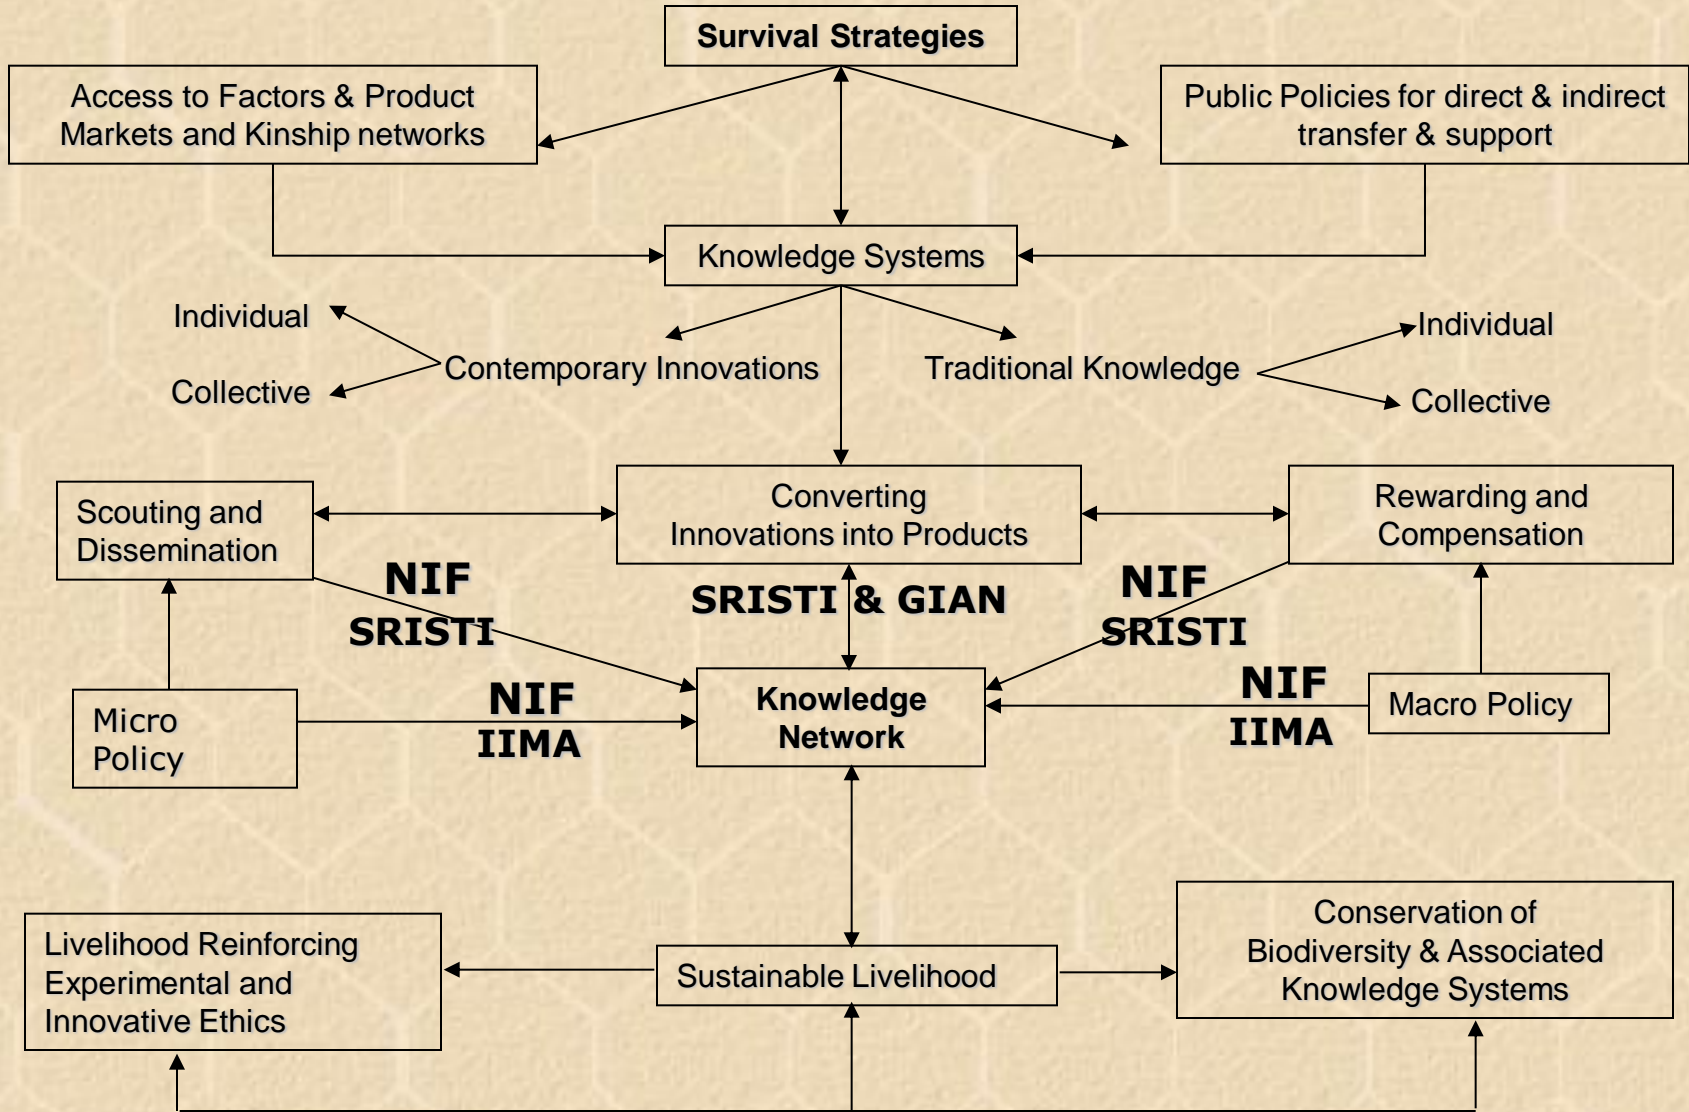 Survival Strategies
Access to Factors & Product
Markets and Kinship networks
Public Policies for direct & indirect
transfer & support
Knowledge Systems
Individual
Collective
Contemporary Innovations
Traditional Knowledge
Individual
Collective
Scouting and
Dissemination
Converting
Innovations into Products
Rewarding and
Compensation
NIF
SRISTI
SRISTI & GIAN
NIF
SRISTI
Micro
Policy
NIF
IIMA
Knowledge
Network
NIF
IIMA
Macro Policy
Livelihood Reinforcing
Experimental and
Innovative Ethics
Sustainable Livelihood
Conservation of
Biodiversity & Associated
Knowledge Systems